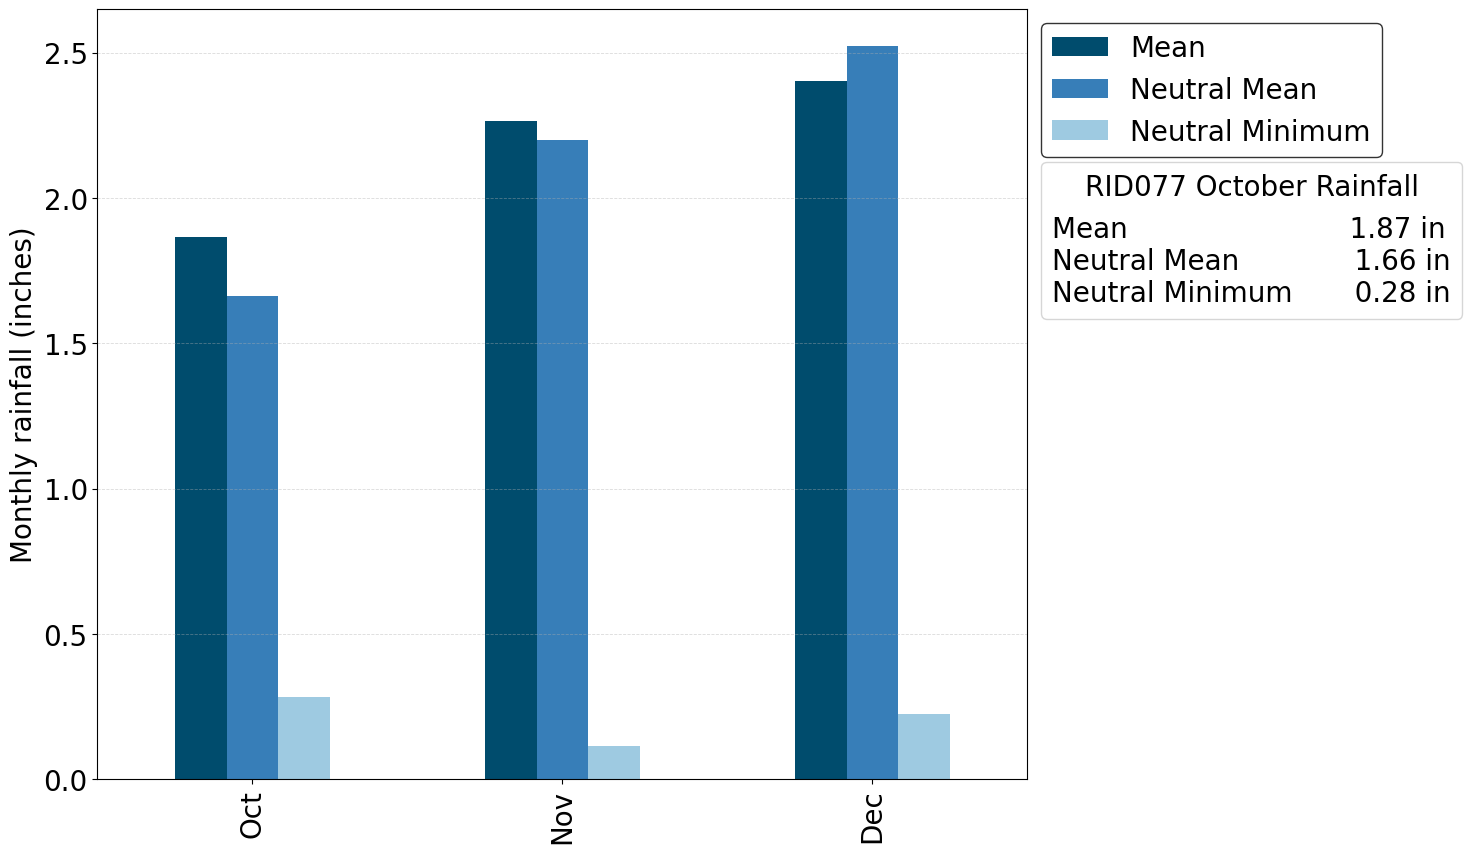 Monthly rainfall (inches)
2.5
2.0
1.5
1.0
0.5
0.0
Oct
Nov
Dec
Mean
Neutral Mean
Neutral Minimum
RID077 October Rainfall
Mean 1.87 in
Neutral Mean 1.66 in
Neutral Minimum 0.28 in